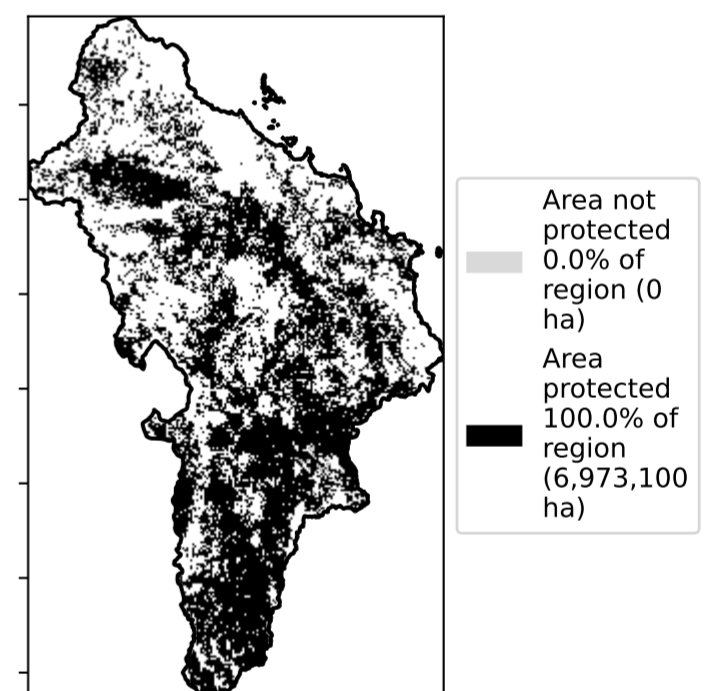 Area not
protected
0.0% of
region (0
ha)
Area
protected
100.0% of
region
(6,973,100
ha)